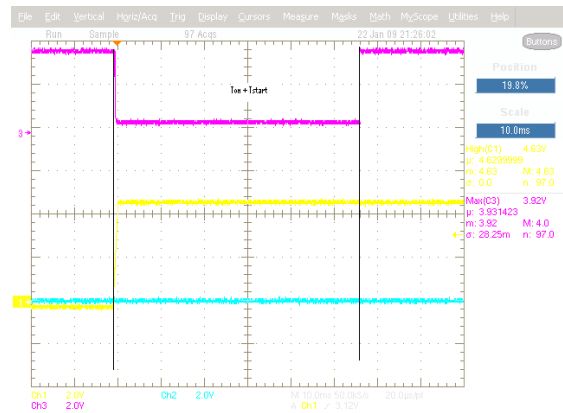 File Edit Vertical Horiz/Acq Trig Display Cursors Measure Masks Math MyScope Utilities Help
Run Sample 97 Acqs 22 Jan 09 21:26:02
Buttons
Position
19.8%
Scale
10.0ms
Ton + Tstart
3
High(C1) 4.63V
μ: 4.6299999
m: 4.63 M: 4.63
σ: 0.0 n: 97.0
Max(C3) 3.92V
μ: 3.931423
m: 3.92 M: 4.0
σ: 28.25m n: 97.0
1
Ch1 2.0V Ch2 2.0V M 10.0ms 50.0kS/s 20.0μs/pt
Ch3 2.0V A Ch1 / 3.12V